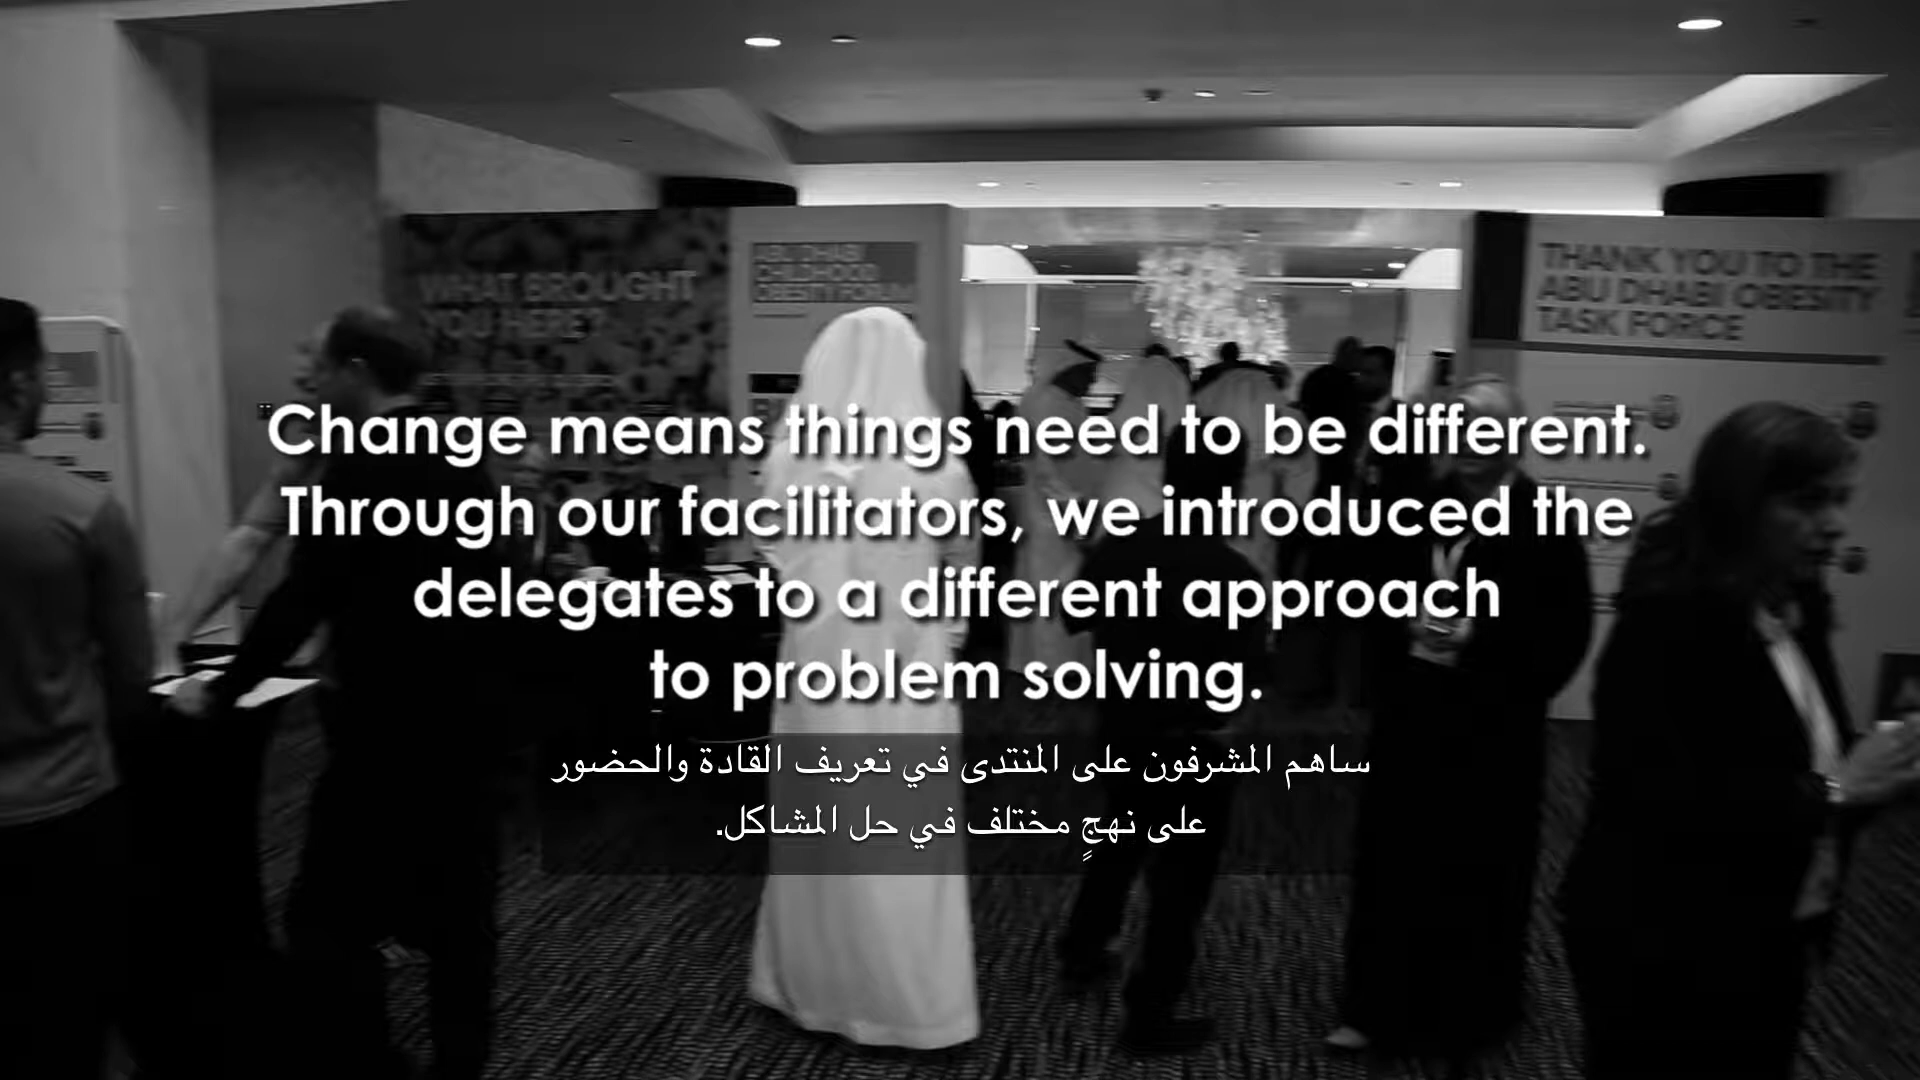 WHAT BROUGHT
YOU HERE?
ABU DHABI
CHILDHOOD
OBESITY FORUM
THANK YOU TO THE
ABU DHABI OBESITY
TASK FORCE
Change means things need to be different.
Through our facilitators, we introduced the
delegates to a different approach
to problem solving.
ساهم المشرفون على المنتدى في تعريف القادة والحضور
على نهجٍ مختلف في حل المشاكل.